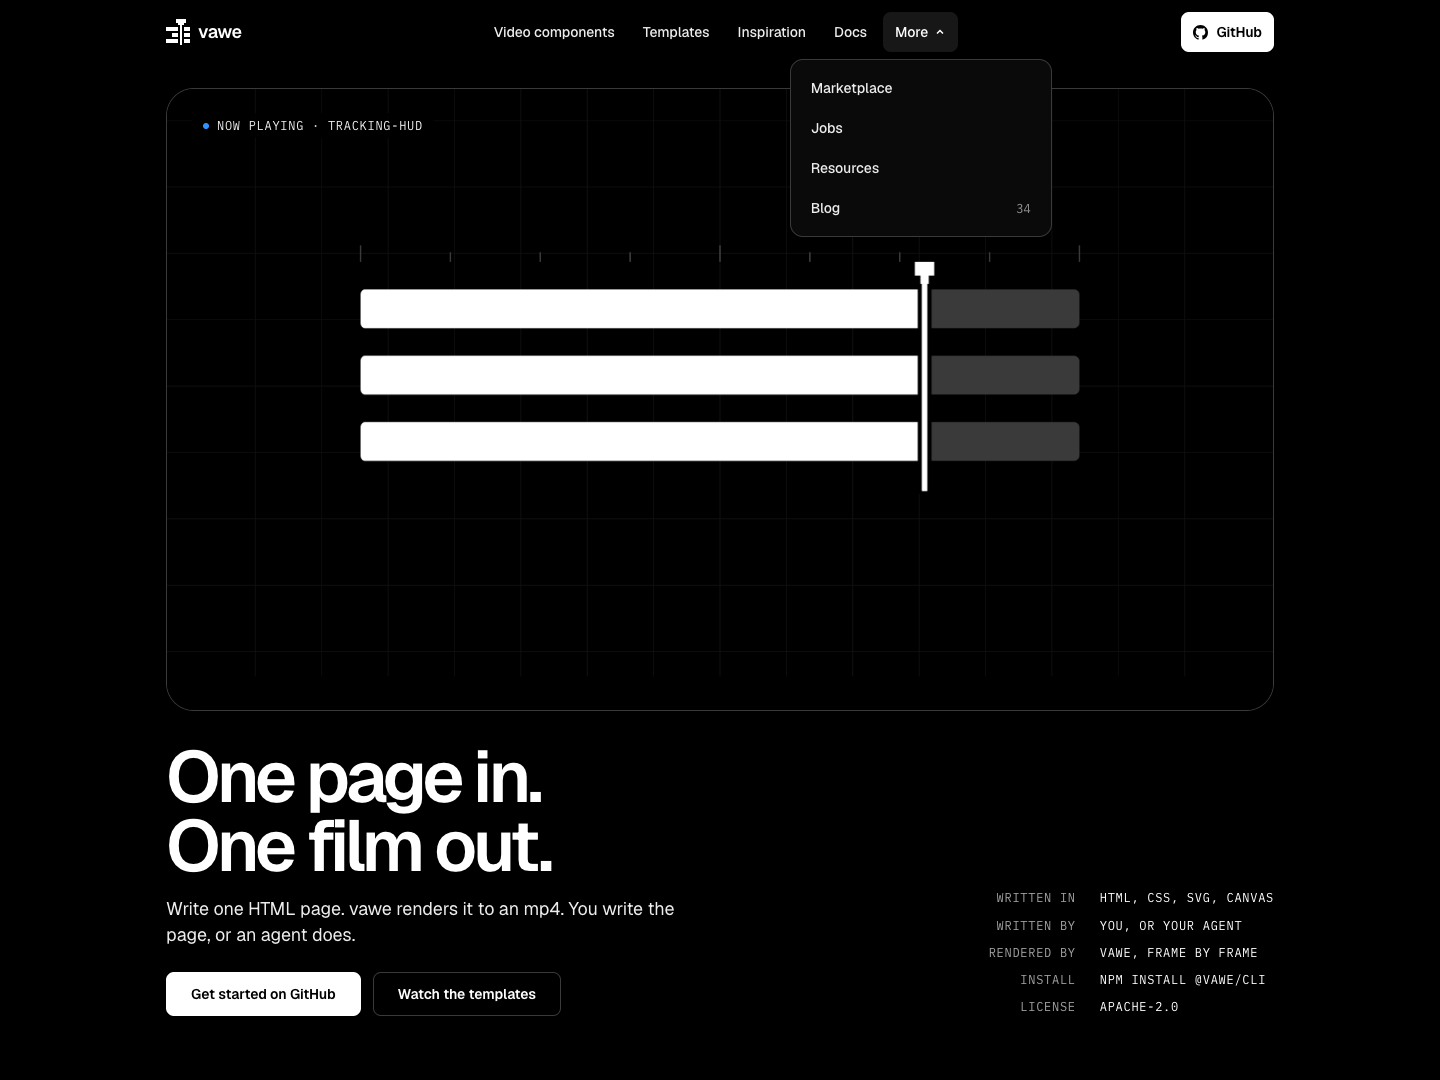 vawe
Video components
Templates
Inspiration
Docs
More
GitHub
Marketplace
Jobs
Resources
Blog 34
NOW PLAYING · TRACKING-HUD
One page in.
One film out.
Write one HTML page. vawe renders it to an mp4. You write the
page, or an agent does.
Get started on GitHub
Watch the templates
WRITTEN IN HTML, CSS, SVG, CANVAS
WRITTEN BY YOU, OR YOUR AGENT
RENDERED BY VAWE, FRAME BY FRAME
INSTALL NPM INSTALL @VAWE/CLI
LICENSE APACHE-2.0